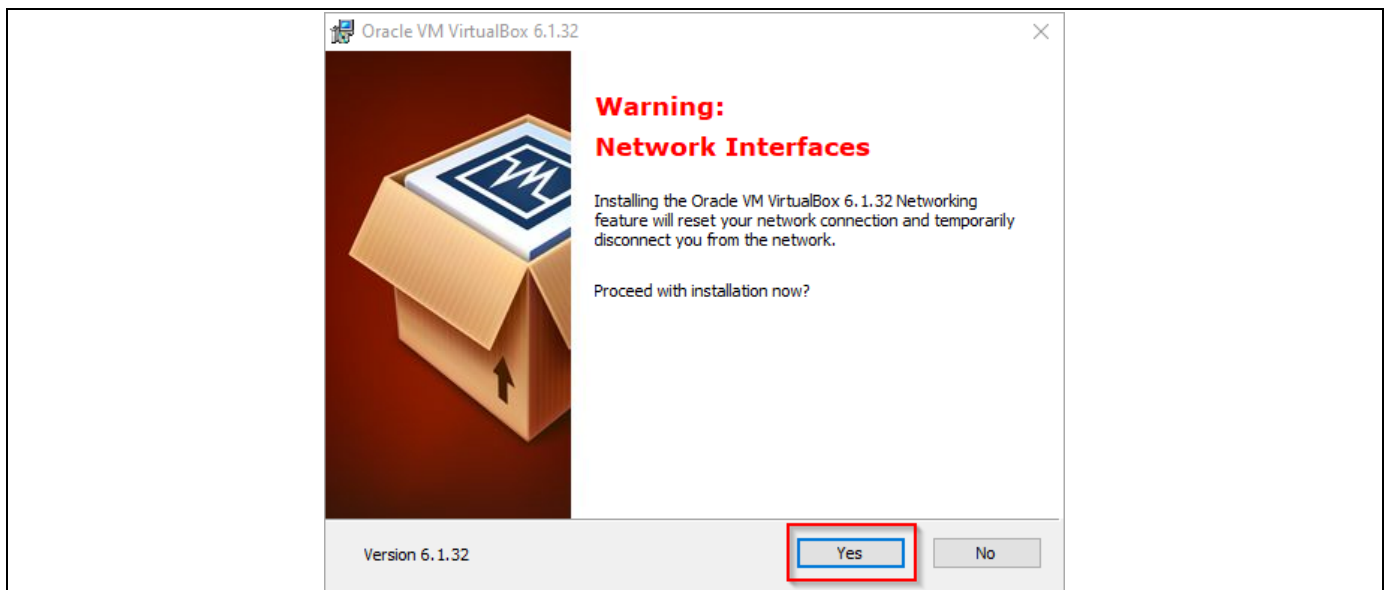 Oracle VM VirtualBox 6.1.32
Warning:
Network Interfaces
Installing the Oracle VM VirtualBox 6.1.32 Networking
feature will reset your network connection and temporarily
disconnect you from the network.
Proceed with installation now?
Version 6.1.32
Yes
No